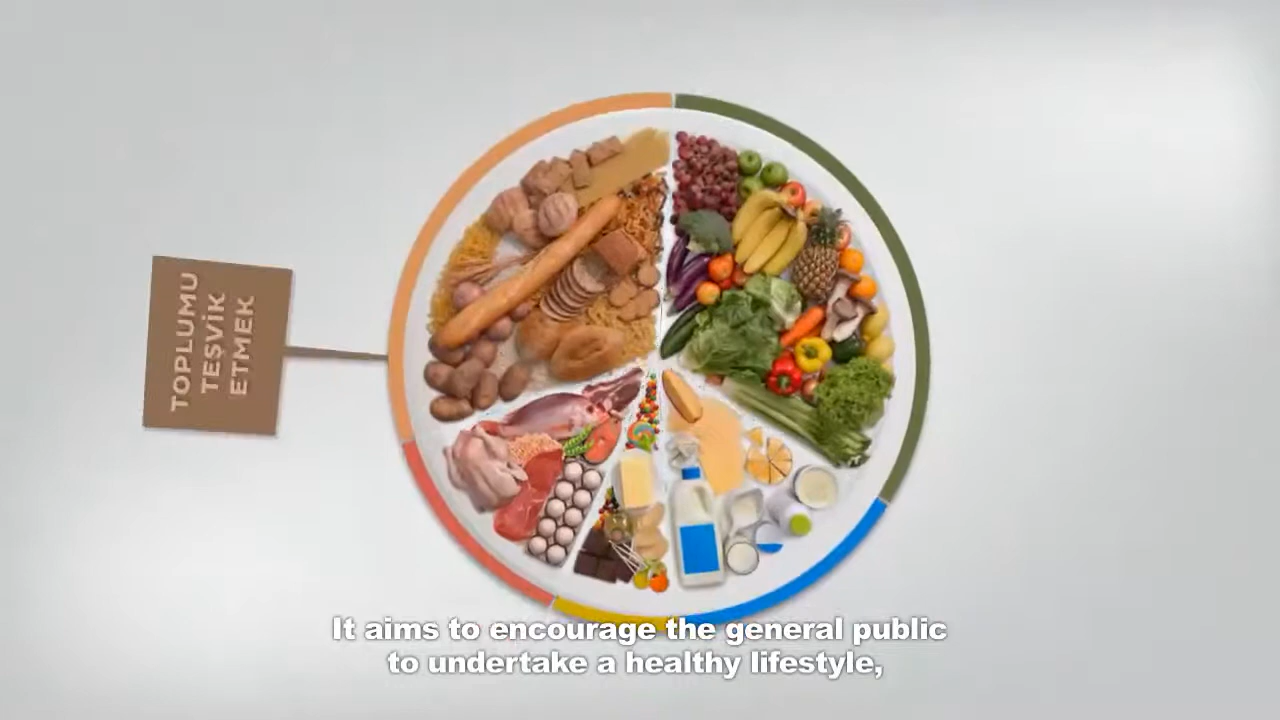 TOPLUMU
TEŞVİK
ETMEK
It aims to encourage the general public
to undertake a healthy lifestyle,